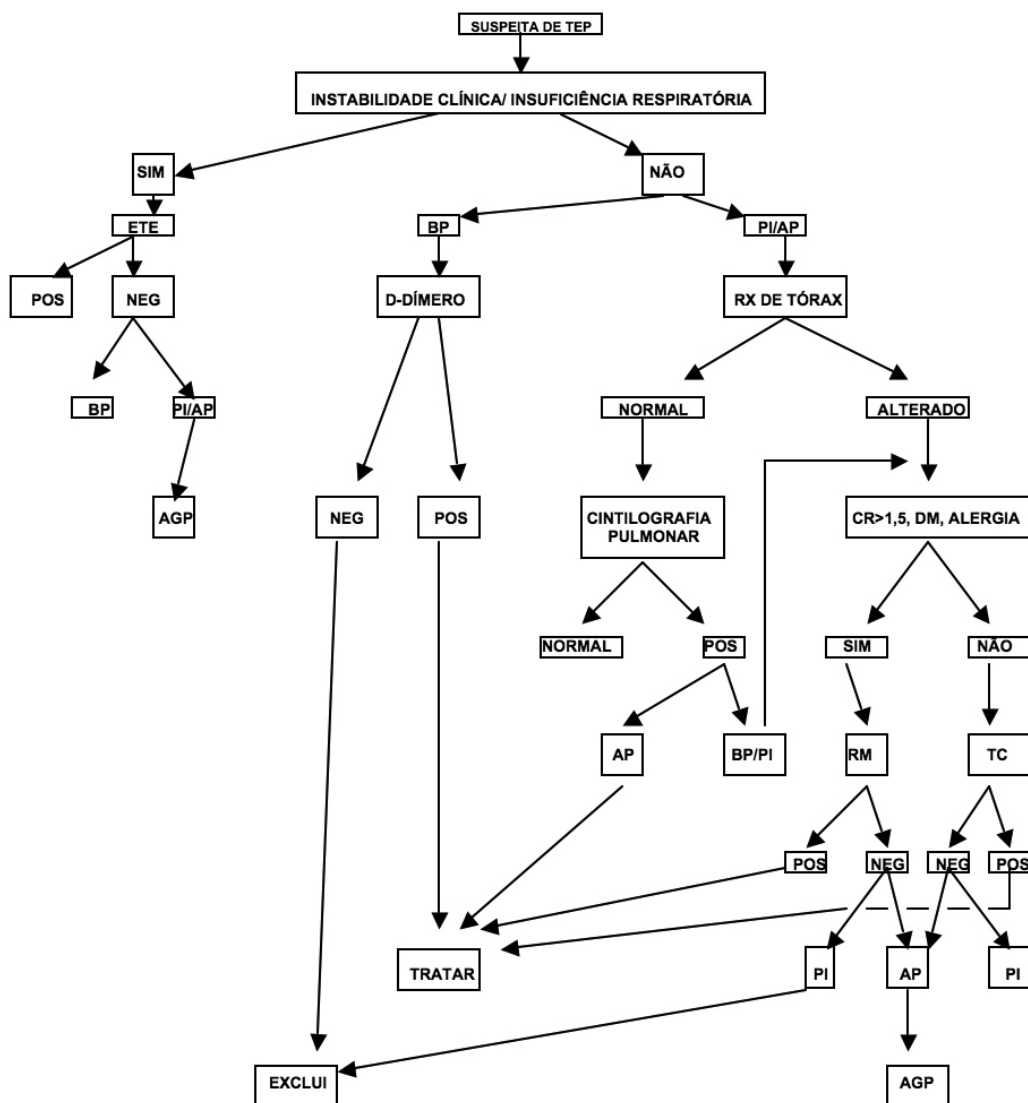 SUSPEITA DE TEP
INSTABILIDADE CLÍNICA/ INSUFICIÊNCIA RESPIRATÓRIA
SIM
NÃO
ETE
BP
PI/AP
POS
NEG
D-DÍMERO
RX DE TÓRAX
BP
PI/AP
NORMAL
ALTERADO
AGP
NEG
POS
CINTILOGRAFIA
PULMONAR
CR>1,5, DM, ALERGIA
NORMAL
POS
SIM
NÃO
AP
BP/PI
RM
TC
POS
NEG
NEG
POS
TRATAR
PI
AP
PI
EXCLUI
AGP